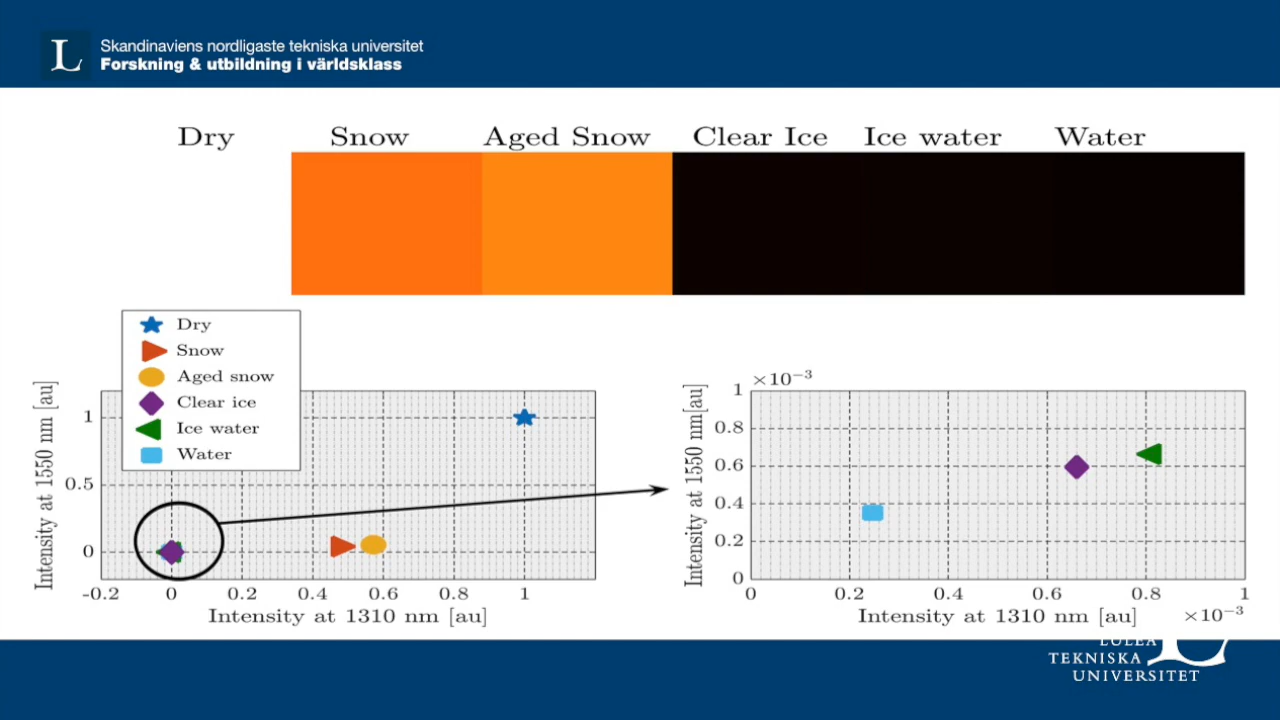 Skandinaviens nordligaste tekniska universitet
Forskning & utbildning i världsklass
Dry Snow Aged Snow Clear Ice Ice water Water
Dry
Snow
Aged snow
Clear ice
Ice water
Water
Intensity at 1550 nm [au]
1
0.5
0
-0.2 0 0.2 0.4 0.6 0.8 1
Intensity at 1310 nm [au]
×10⁻³
Intensity at 1550 nm[au]
1
0.8
0.6
0.4
0.2
0
0 0.2 0.4 0.6 0.8 1
Intensity at 1310 nm [au] ×10⁻³
LULEÅ
TEKNISKA
UNIVERSITET
L